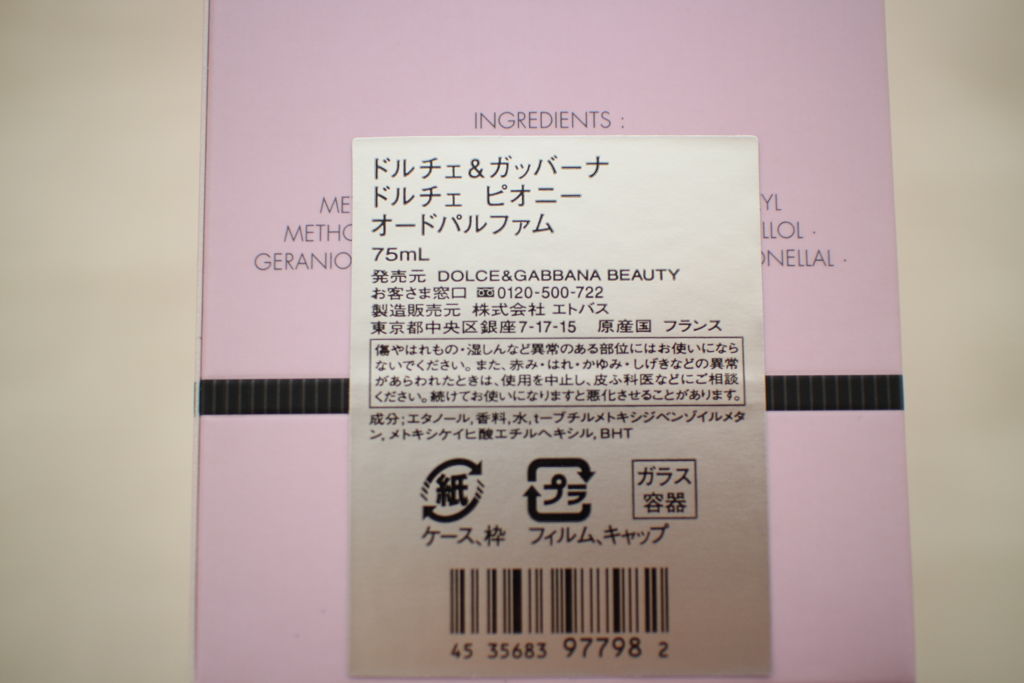 INGREDIENTS :
ドルチェ&ガッバーナ
ドルチェ ピオニー
オードパルファム
75mL
発売元 DOLCE&GABBANA BEAUTY
お客さま窓口 0120-500-722
製造販売元 株式会社 エトバス
東京都中央区銀座7-17-15 原産国 フランス
傷やはれもの・湿しんなど異常のある部位にはお使いになら
ないでください。また、赤み・はれ・かゆみ・しげきなどの異常
があらわれたときは、使用を中止し、皮ふ科医などにご相談
ください。続けてお使いになりますと悪化させることがあります。
成分;エタノール,香料,水,t-ブチルメトキシジベンゾイルメタ
ン,メトキシケイヒ酸エチルヘキシル,BHT
紙 プラ ガラス
容器
ケース、枠 フィルム、キャップ
45 35683 97798 2